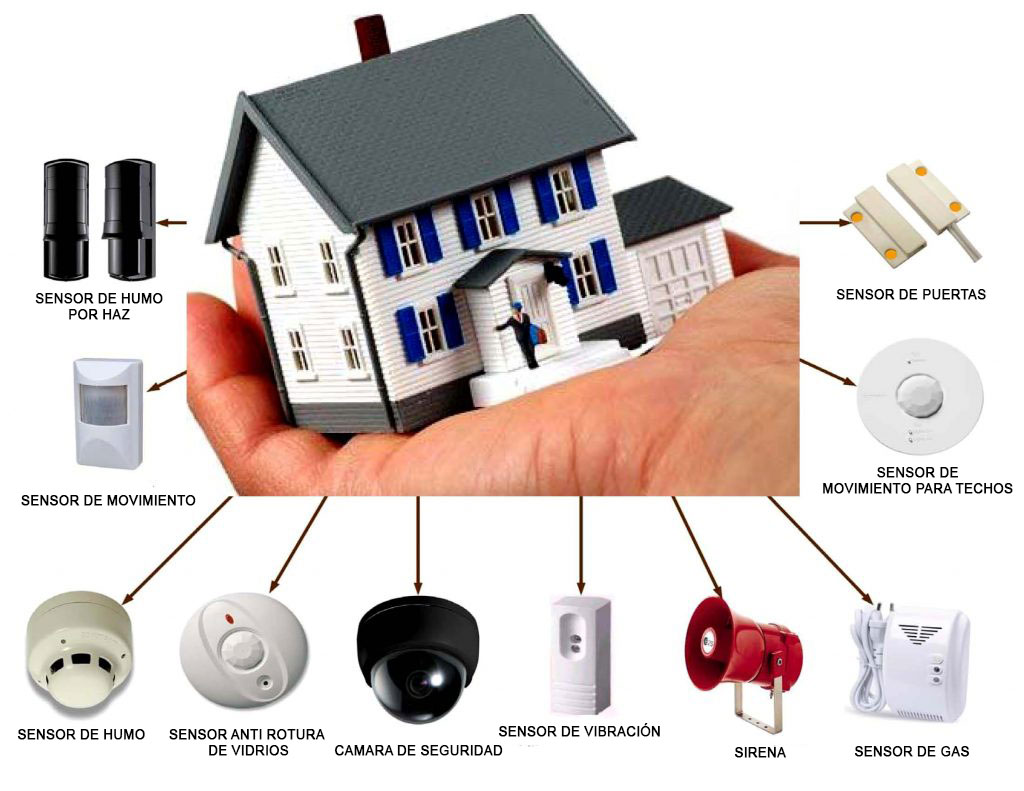 SENSOR DE HUMO
POR HAZ
SENSOR DE PUERTAS
SENSOR DE MOVIMIENTO
SENSOR DE
MOVIMIENTO PARA TECHOS
SENSOR DE HUMO
SENSOR ANTI ROTURA
DE VIDRIOS
CAMARA DE SEGURIDAD
SENSOR DE VIBRACIÓN
SIRENA
SENSOR DE GAS